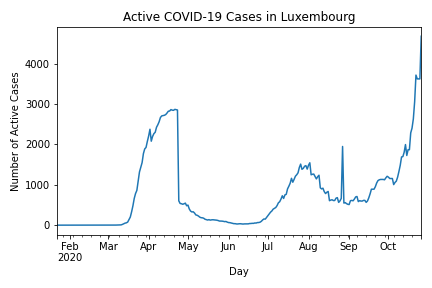 Active COVID-19 Cases in Luxembourg
Number of Active Cases
4000
3000
2000
1000
0
Feb Mar Apr May Jun Jul Aug Sep Oct
2020
Day